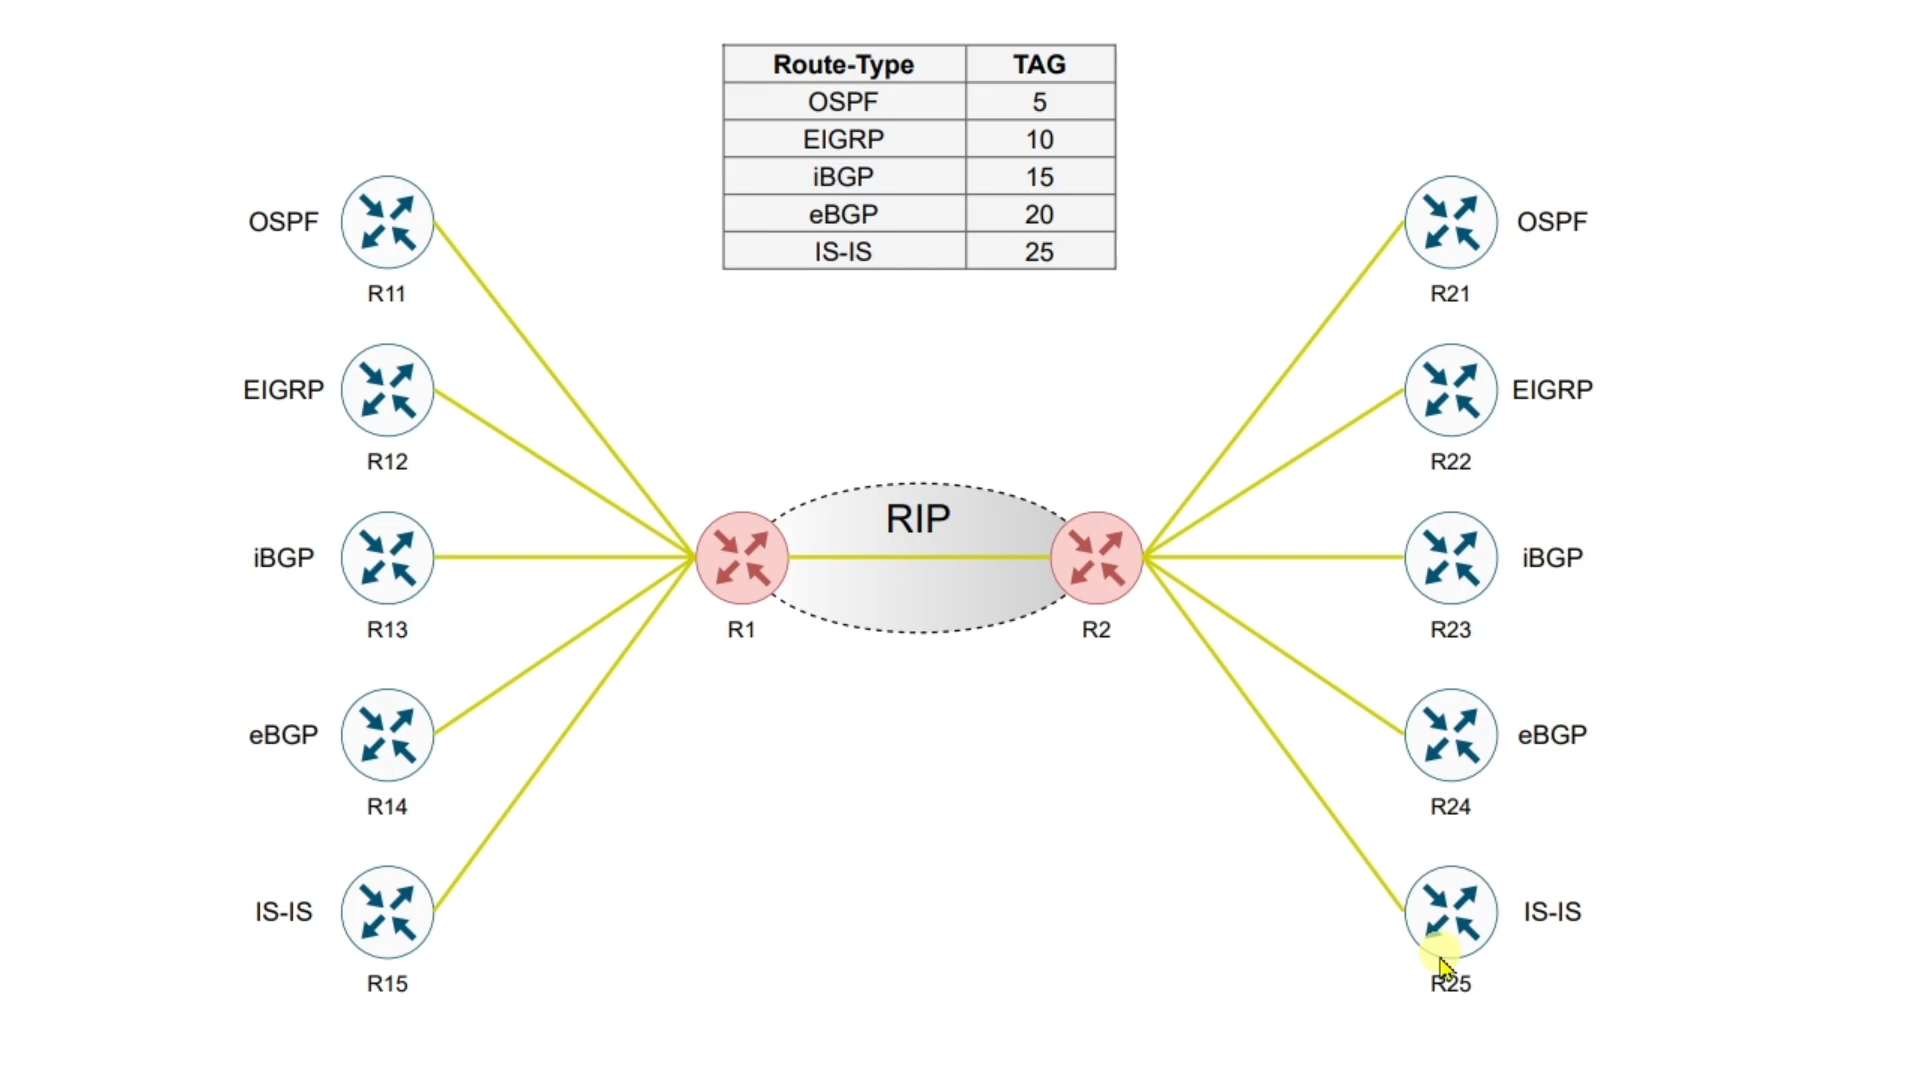 Route-Type TAG
OSPF 5
EIGRP 10
iBGP 15
eBGP 20
IS-IS 25
OSPF
R11
EIGRP
R12
iBGP
R13
eBGP
R14
IS-IS
R15
RIP
R1
R2
OSPF
R21
EIGRP
R22
iBGP
R23
eBGP
R24
IS-IS
R25